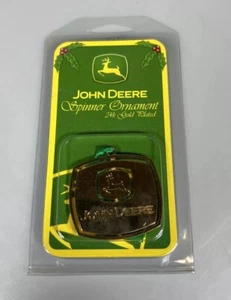 JOHN DEERE
Spinner Ornament
24k Gold Plated
JOHN DEERE